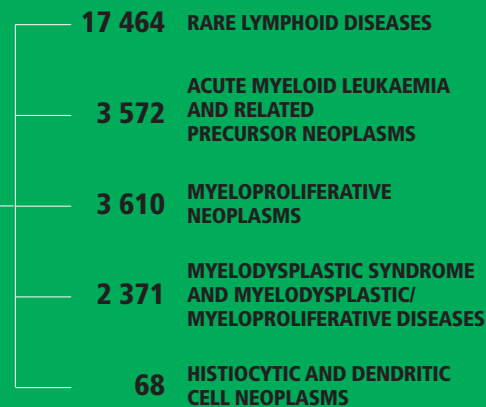 17 464 RARE LYMPHOID DISEASES
3 572 ACUTE MYELOID LEUKAEMIA
AND RELATED
PRECURSOR NEOPLASMS
3 610 MYELOPROLIFERATIVE
NEOPLASMS
2 371 MYELODYSPLASTIC SYNDROME
AND MYELODYSPLASTIC/
MYELOPROLIFERATIVE DISEASES
68 HISTIOCYTIC AND DENDRITIC
CELL NEOPLASMS